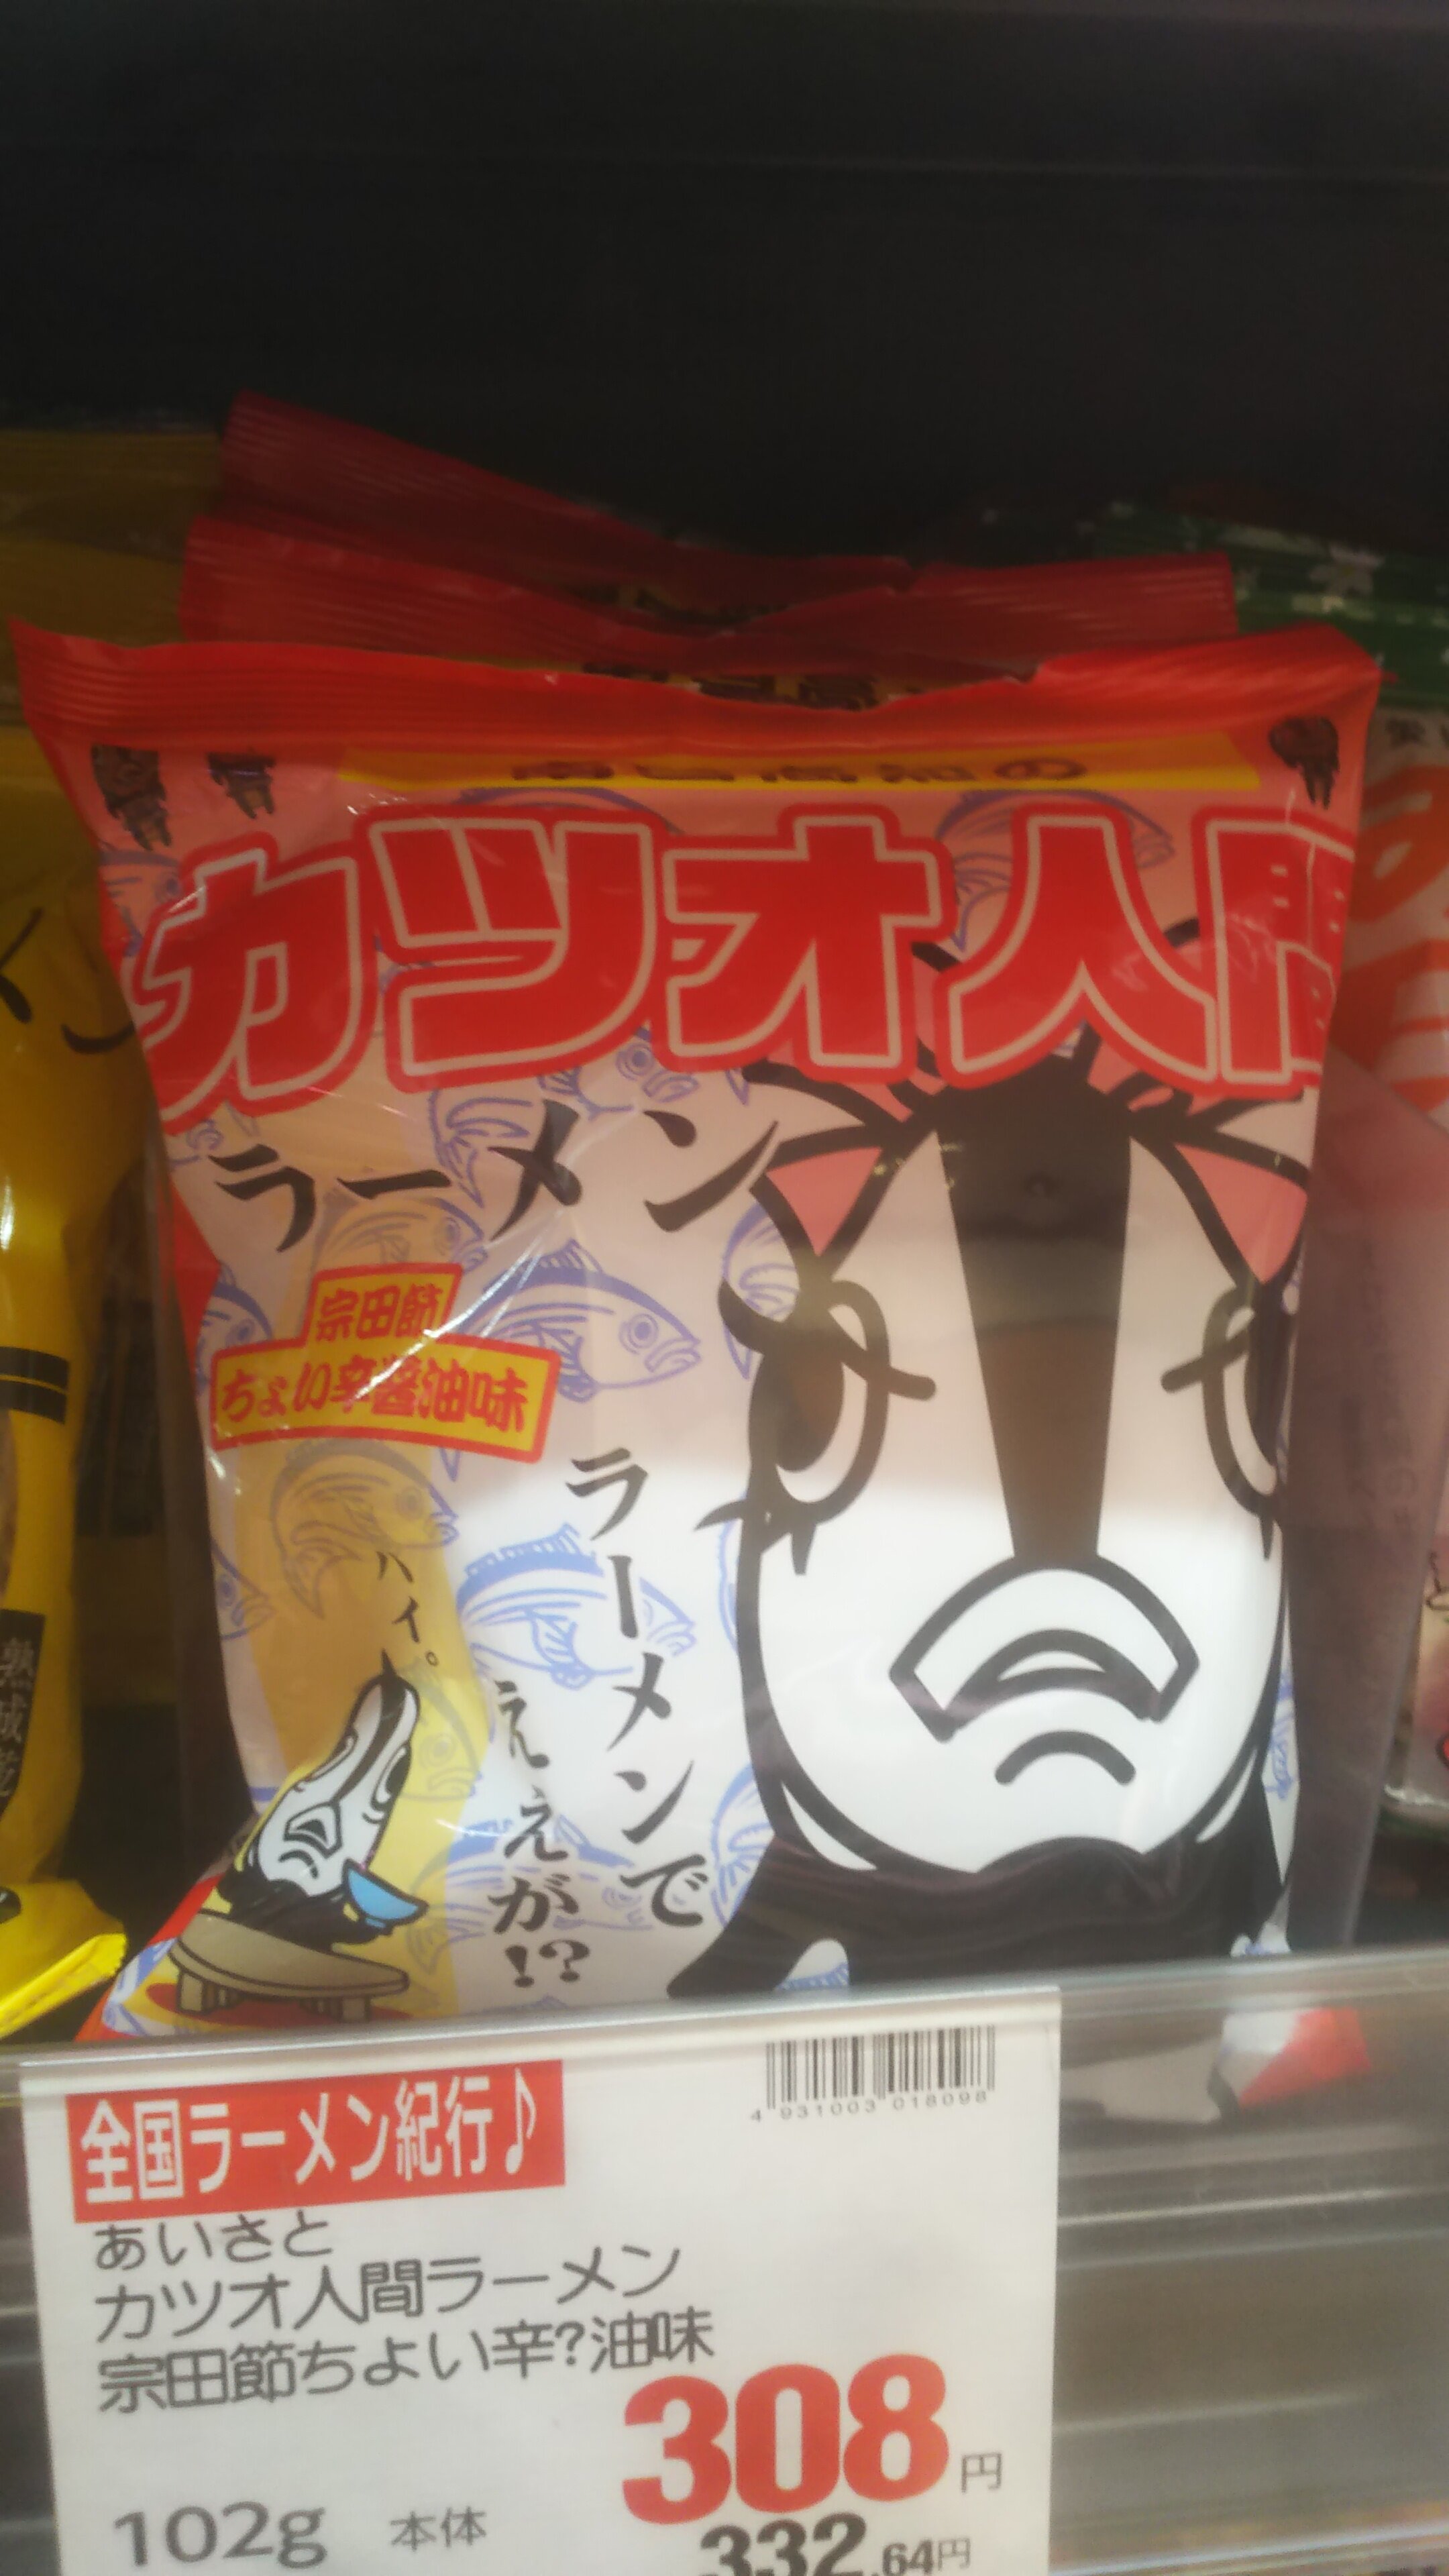 カツオ人間
ラーメン
宗田節
ちょい辛醤油味
ラーメンで
ええが!?
ハイ。
全国ラーメン紀行♪
4 931003 018098
あいさと
カツオ人間ラーメン
宗田節ちよい辛?油味
308円
102g 本体
332.64円
熟成